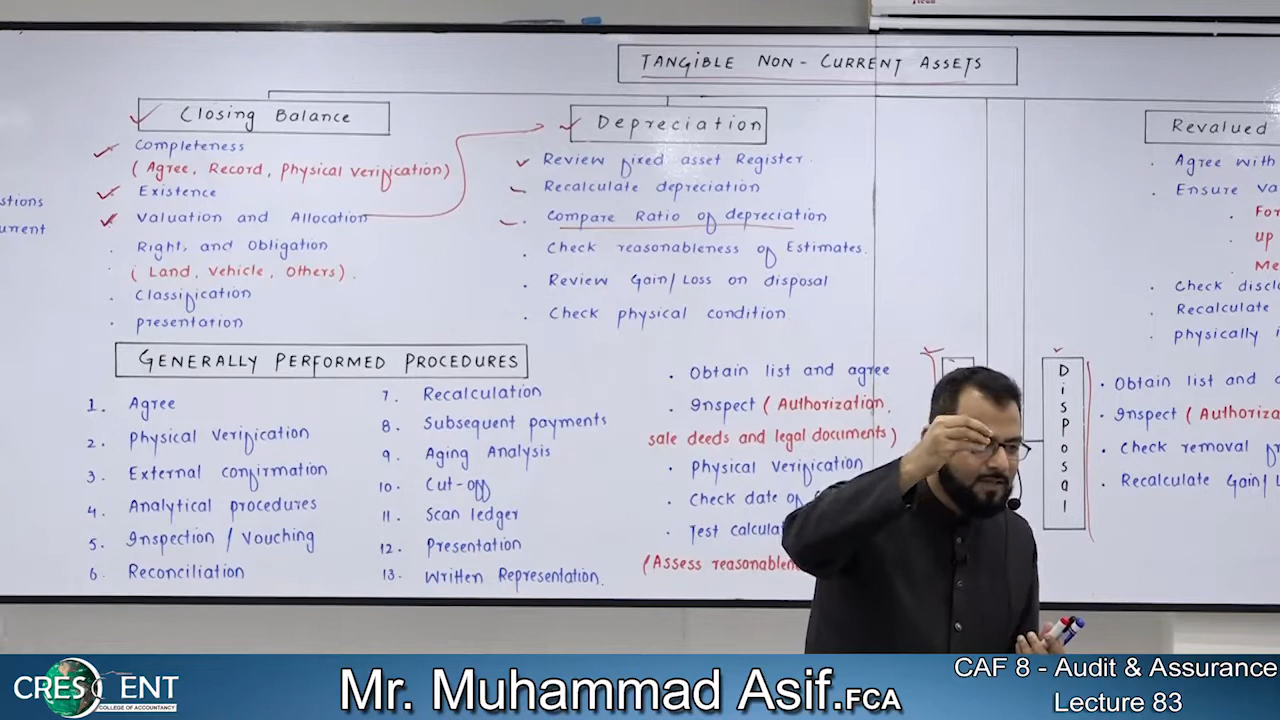 TANGIBLE NON-CURRENT ASSETS
Closing Balance
Completeness
(Agree, Record, physical verification)
Existence
Valuation and Allocation
Right, and Obligation
(Land, vehicle, others).
Classification
presentation
Depreciation
Review fixed asset Register.
Recalculate depreciation
Compare Ratio of depreciation
Check reasonableness of Estimates.
Review Gain/Loss on disposal
Check physical condition
Revalued
Agree with
Ensure va
For
up
Me
Check disclo
Recalculate
physically i
stions
urrent
GENERALLY PERFORMED PROCEDURES
1. Agree
2. physical verification
3. External confirmation
4. Analytical procedures
5. Inspection / Vouching
6. Reconciliation
7. Recalculation
8. Subsequent payments
9. Aging Analysis
10. Cut-off
11. Scan ledger
12. Presentation
13. Written Representation.
Obtain list and agree
Inspect (Authorization,
sale deeds and legal documents)
physical verification
Check date of
Test calculat
(Assess reasonablen
Disposal
Obtain list and
Inspect (Authoriza
Check removal
Recalculate Gain/L
CRESCENT
COLLEGE OF ACCOUNTANCY
Mr. Muhammad Asif.FCA
CAF 8 - Audit & Assurance
Lecture 83